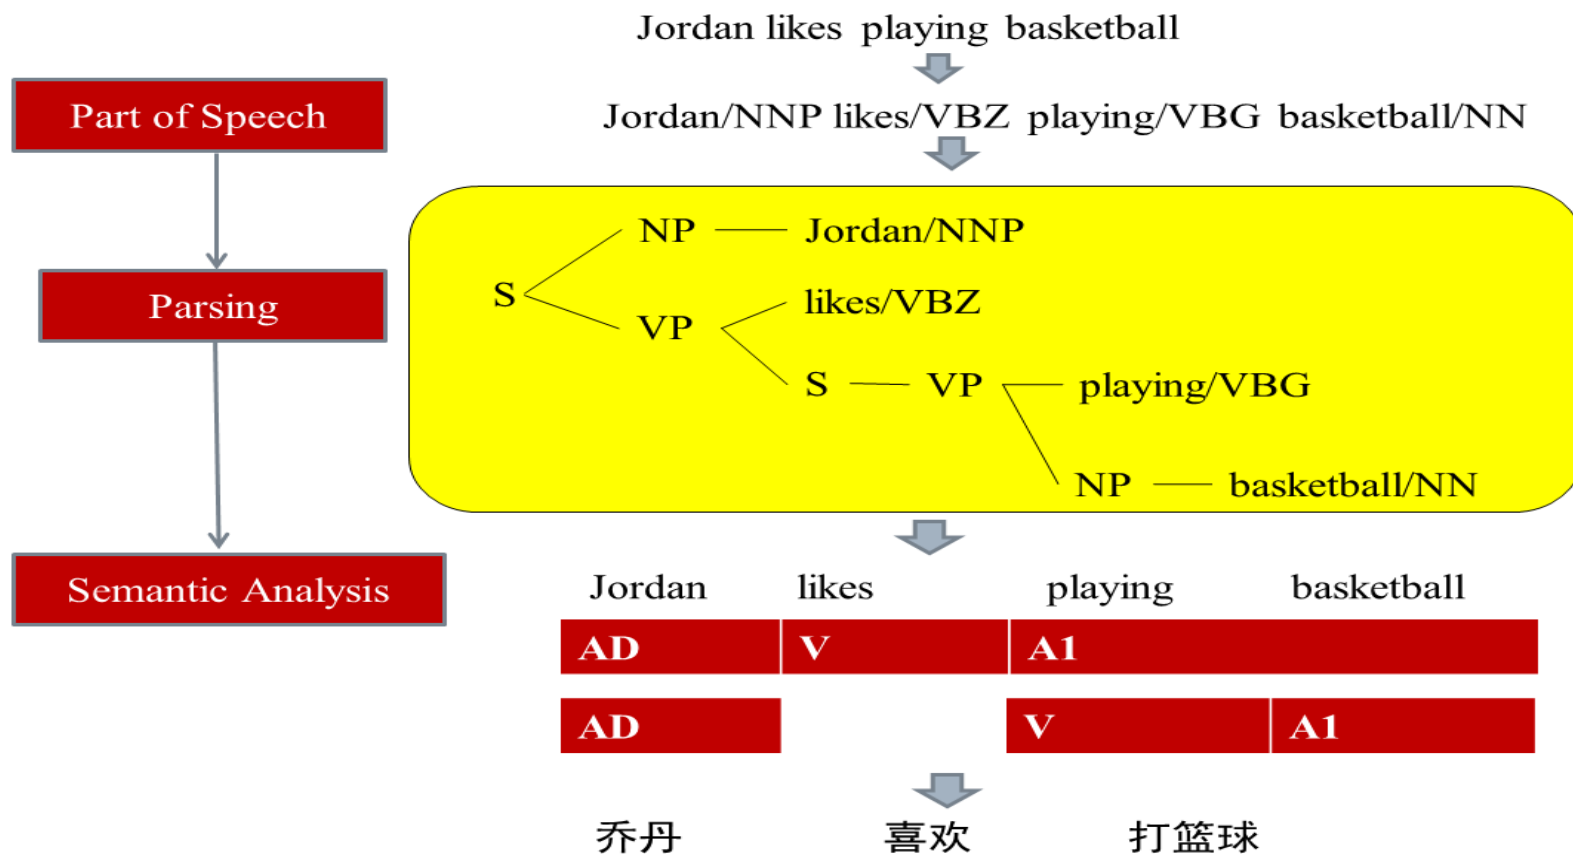 Jordan likes playing basketball
Part of Speech
Jordan/NNP likes/VBZ playing/VBG basketball/NN
NP Jordan/NNP
S
likes/VBZ
VP
Parsing
S VP playing/VBG
NP basketball/NN
Semantic Analysis
Jordan likes playing basketball
AD V A1
AD V A1
乔丹 喜欢 打篮球